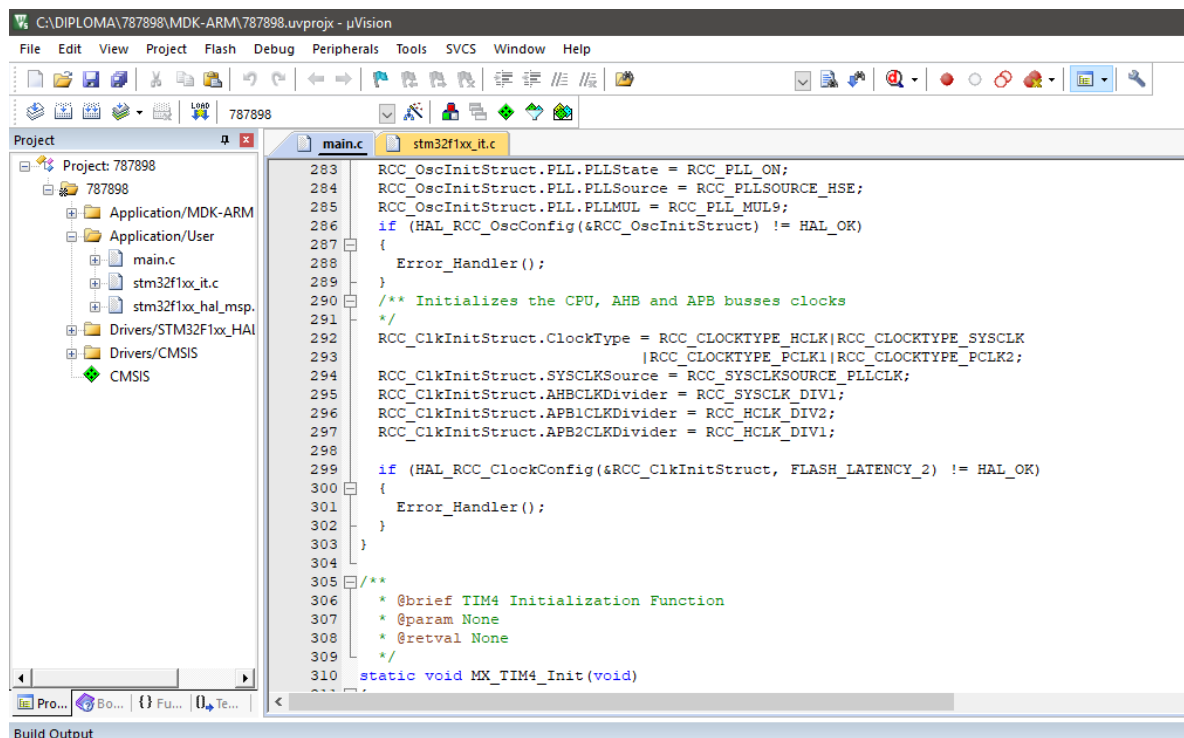 C:\DIPLOMA\787898\MDK-ARM\787898.uvprojx - µVision
File Edit View Project Flash Debug Peripherals Tools SVCS Window Help
LOAD 787898
Project
Project: 787898
787898
Application/MDK-ARM
Application/User
main.c
stm32f1xx_it.c
stm32f1xx_hal_msp.
Drivers/STM32F1xx_HAL
Drivers/CMSIS
CMSIS
Pro... Bo... {} Fu... Te...
main.c stm32f1xx_it.c
283 RCC_OscInitStruct.PLL.PLLState = RCC_PLL_ON;
284 RCC_OscInitStruct.PLL.PLLSource = RCC_PLLSOURCE_HSE;
285 RCC_OscInitStruct.PLL.PLLMUL = RCC_PLL_MUL9;
286 if (HAL_RCC_OscConfig(&RCC_OscInitStruct) != HAL_OK)
287 {
288 Error_Handler();
289 }
290 /** Initializes the CPU, AHB and APB busses clocks
291 */
292 RCC_ClkInitStruct.ClockType = RCC_CLOCKTYPE_HCLK|RCC_CLOCKTYPE_SYSCLK
293 |RCC_CLOCKTYPE_PCLK1|RCC_CLOCKTYPE_PCLK2;
294 RCC_ClkInitStruct.SYSCLKSource = RCC_SYSCLKSOURCE_PLLCLK;
295 RCC_ClkInitStruct.AHBCLKDivider = RCC_SYSCLK_DIV1;
296 RCC_ClkInitStruct.APB1CLKDivider = RCC_HCLK_DIV2;
297 RCC_ClkInitStruct.APB2CLKDivider = RCC_HCLK_DIV1;
298
299 if (HAL_RCC_ClockConfig(&RCC_ClkInitStruct, FLASH_LATENCY_2) != HAL_OK)
300 {
301 Error_Handler();
302 }
303 }
304
305 /**
306 * @brief TIM4 Initialization Function
307 * @param None
308 * @retval None
309 */
310 static void MX_TIM4_Init(void)
Build Output